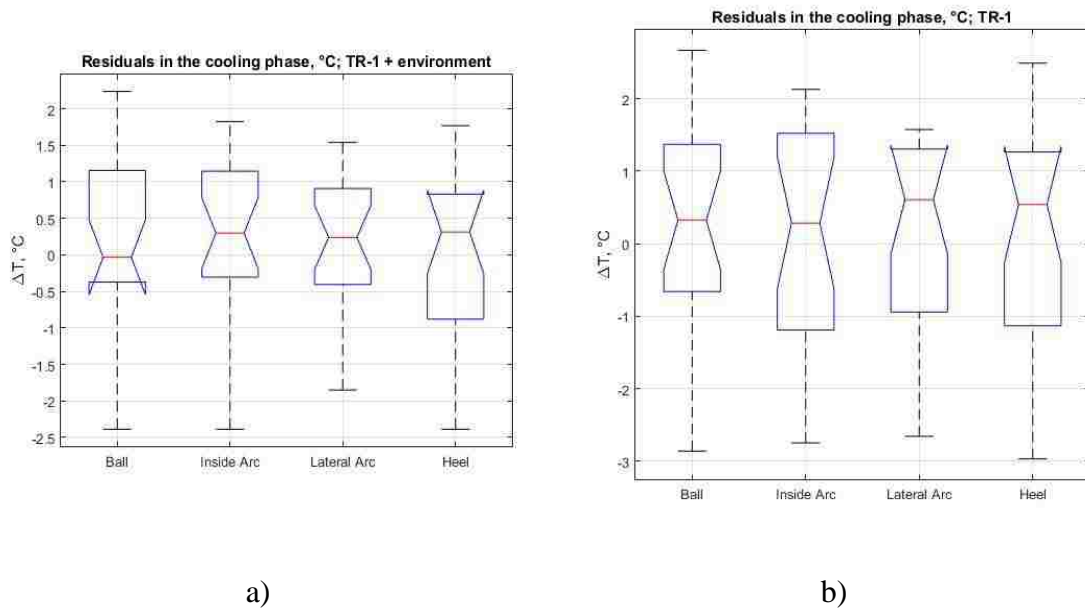 Residuals in the cooling phase, °C; TR-1 + environment
ΔT, °C
2
1.5
1
0.5
0
-0.5
-1
-1.5
-2
-2.5
Ball Inside Arc Lateral Arc Heel
a)
Residuals in the cooling phase, °C; TR-1
ΔT, °C
2
1
0
-1
-2
-3
Ball Inside Arc Lateral Arc Heel
b)